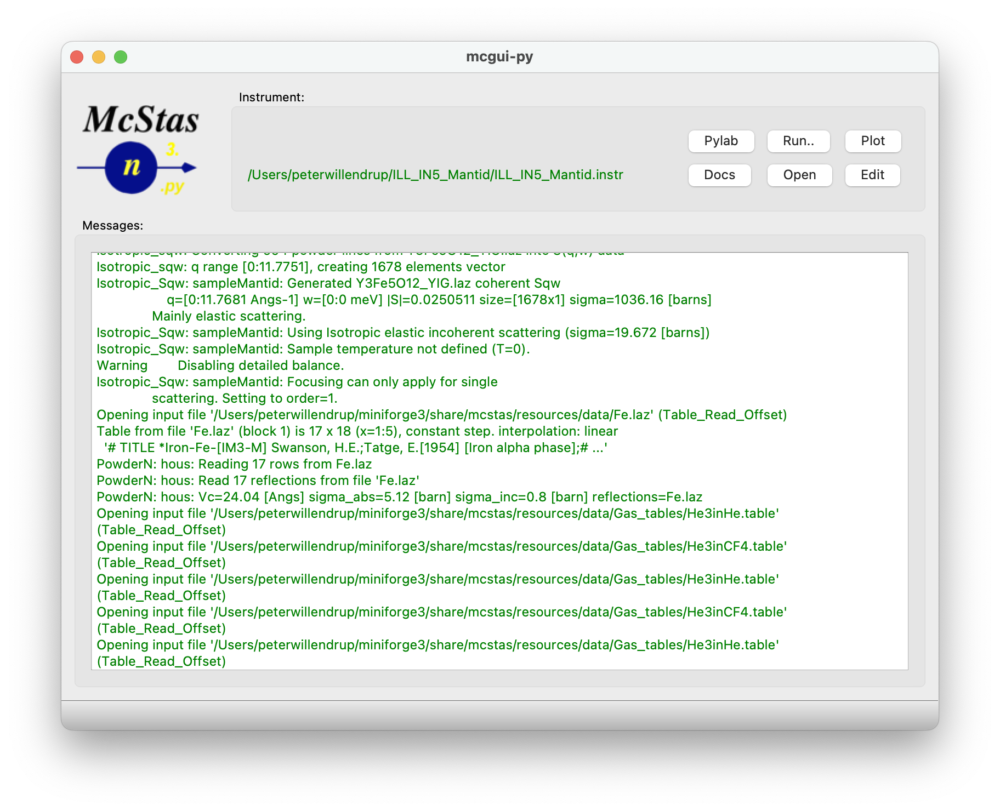 mcgui-py
McStas
3.
n
.py
Instrument:
/Users/peterwillendrup/ILL_IN5_Mantid/ILL_IN5_Mantid.instr
Pylab
Run..
Plot
Docs
Open
Edit
Messages:
Isotropic_sqw: q range [0:11.7751], creating 1678 elements vector
Isotropic_Sqw: sampleMantid: Generated Y3Fe5O12_YIG.laz coherent Sqw
q=[0:11.7681 Angs-1] w=[0:0 meV] |S|=0.0250511 size=[1678x1] sigma=1036.16 [barns]
Mainly elastic scattering.
Isotropic_Sqw: sampleMantid: Using Isotropic elastic incoherent scattering (sigma=19.672 [barns])
Isotropic_Sqw: sampleMantid: Sample temperature not defined (T=0).
Warning Disabling detailed balance.
Isotropic_Sqw: sampleMantid: Focusing can only apply for single
scattering. Setting to order=1.
Opening input file '/Users/peterwillendrup/miniforge3/share/mcstas/resources/data/Fe.laz' (Table_Read_Offset)
Table from file 'Fe.laz' (block 1) is 17 x 18 (x=1:5), constant step. interpolation: linear
'# TITLE *Iron-Fe-[IM3-M] Swanson, H.E.;Tatge, E.[1954] [Iron alpha phase];# ...'
PowderN: hous: Reading 17 rows from Fe.laz
PowderN: hous: Read 17 reflections from file 'Fe.laz'
PowderN: hous: Vc=24.04 [Angs] sigma_abs=5.12 [barn] sigma_inc=0.8 [barn] reflections=Fe.laz
Opening input file '/Users/peterwillendrup/miniforge3/share/mcstas/resources/data/Gas_tables/He3inHe.table'
(Table_Read_Offset)
Opening input file '/Users/peterwillendrup/miniforge3/share/mcstas/resources/data/Gas_tables/He3inCF4.table'
(Table_Read_Offset)
Opening input file '/Users/peterwillendrup/miniforge3/share/mcstas/resources/data/Gas_tables/He3inHe.table'
(Table_Read_Offset)
Opening input file '/Users/peterwillendrup/miniforge3/share/mcstas/resources/data/Gas_tables/He3inCF4.table'
(Table_Read_Offset)
Opening input file '/Users/peterwillendrup/miniforge3/share/mcstas/resources/data/Gas_tables/He3inHe.table'
(Table_Read_Offset)